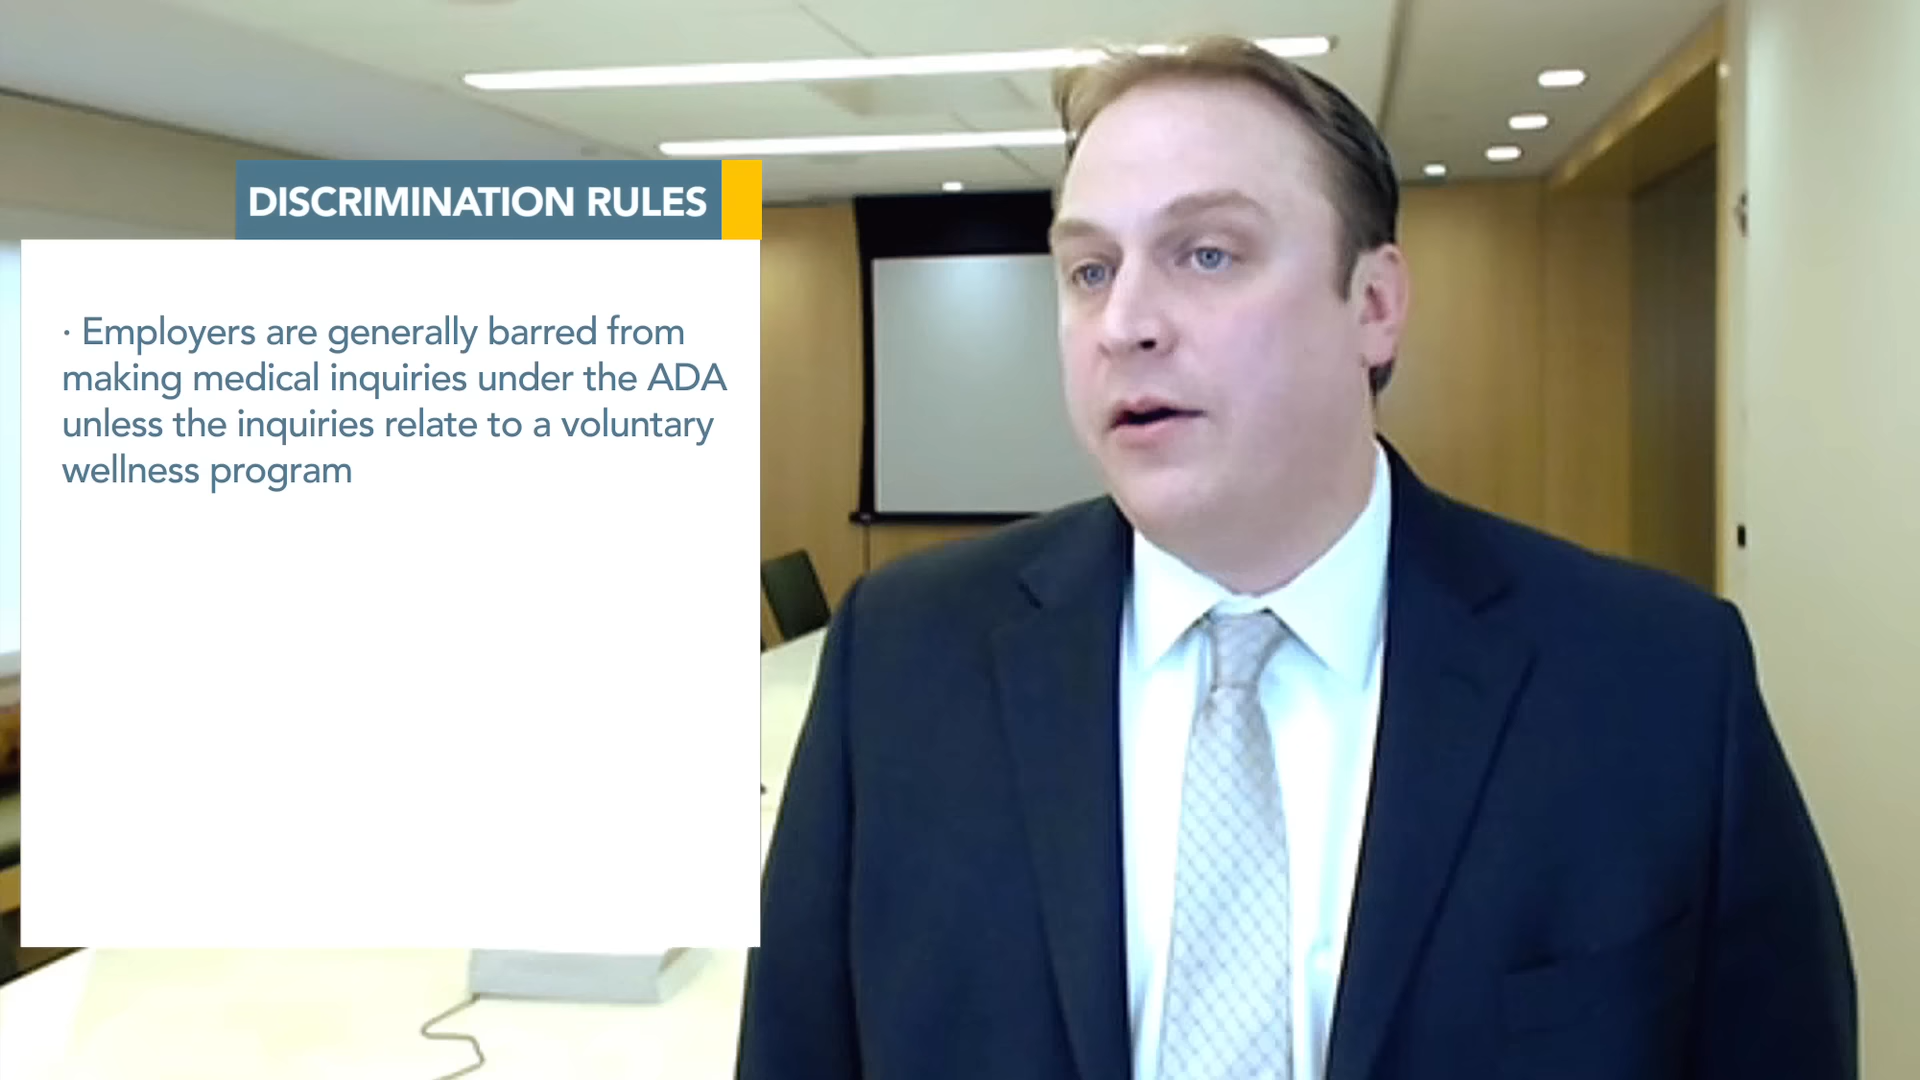 DISCRIMINATION RULES
· Employers are generally barred from
making medical inquiries under the ADA
unless the inquiries relate to a voluntary
wellness program